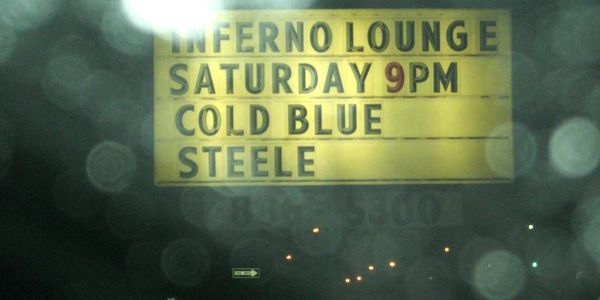 INFERNO LOUNGE
SATURDAY 9PM
COLD BLUE
STEELE